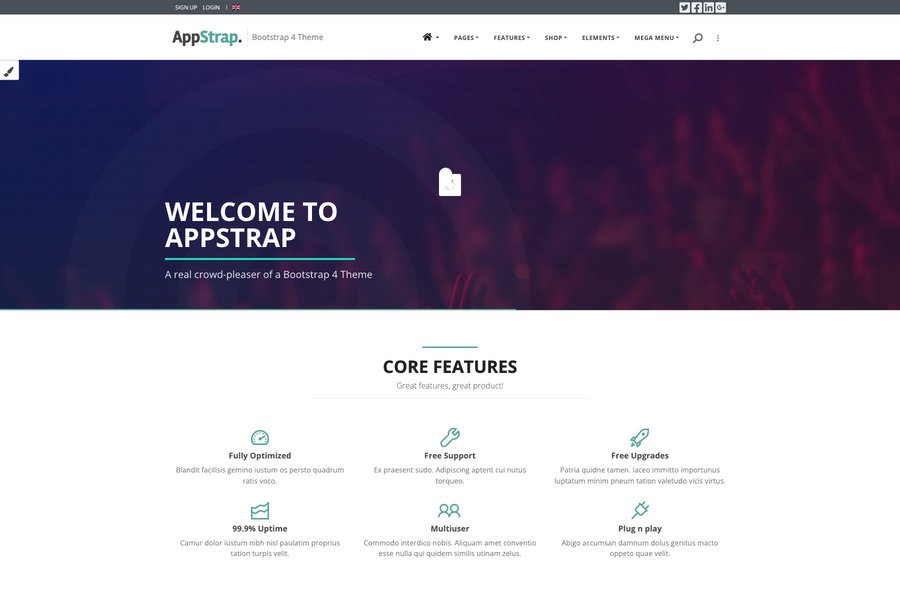 SIGN UP LOGIN |
AppStrap. Bootstrap 4 Theme
PAGES FEATURES SHOP ELEMENTS MEGA MENU
WELCOME TO
APPSTRAP
A real crowd-pleaser of a Bootstrap 4 Theme
CORE FEATURES
Great features, great product!
Fully Optimized
Blandit facilisis gemino iustum os persto quadrum
ratis voco.
Free Support
Ex praesent sudo. Adipiscing aptent cui nutus
torqueo.
Free Upgrades
Patria quidne tamen. Iaceo immitto importunus
luptatum minim pneum tation valetudo vicis virtus.
99.9% Uptime
Camur dolor iustum nibh nisl paulatim proprius
tation turpis velit.
Multiuser
Commodo interdico nobis. Aliquam amet conventio
esse nulla qui quidem similis utinam zelus.
Plug n play
Abigo accumsan damnum dolus genitus macto
oppeto quae velit.